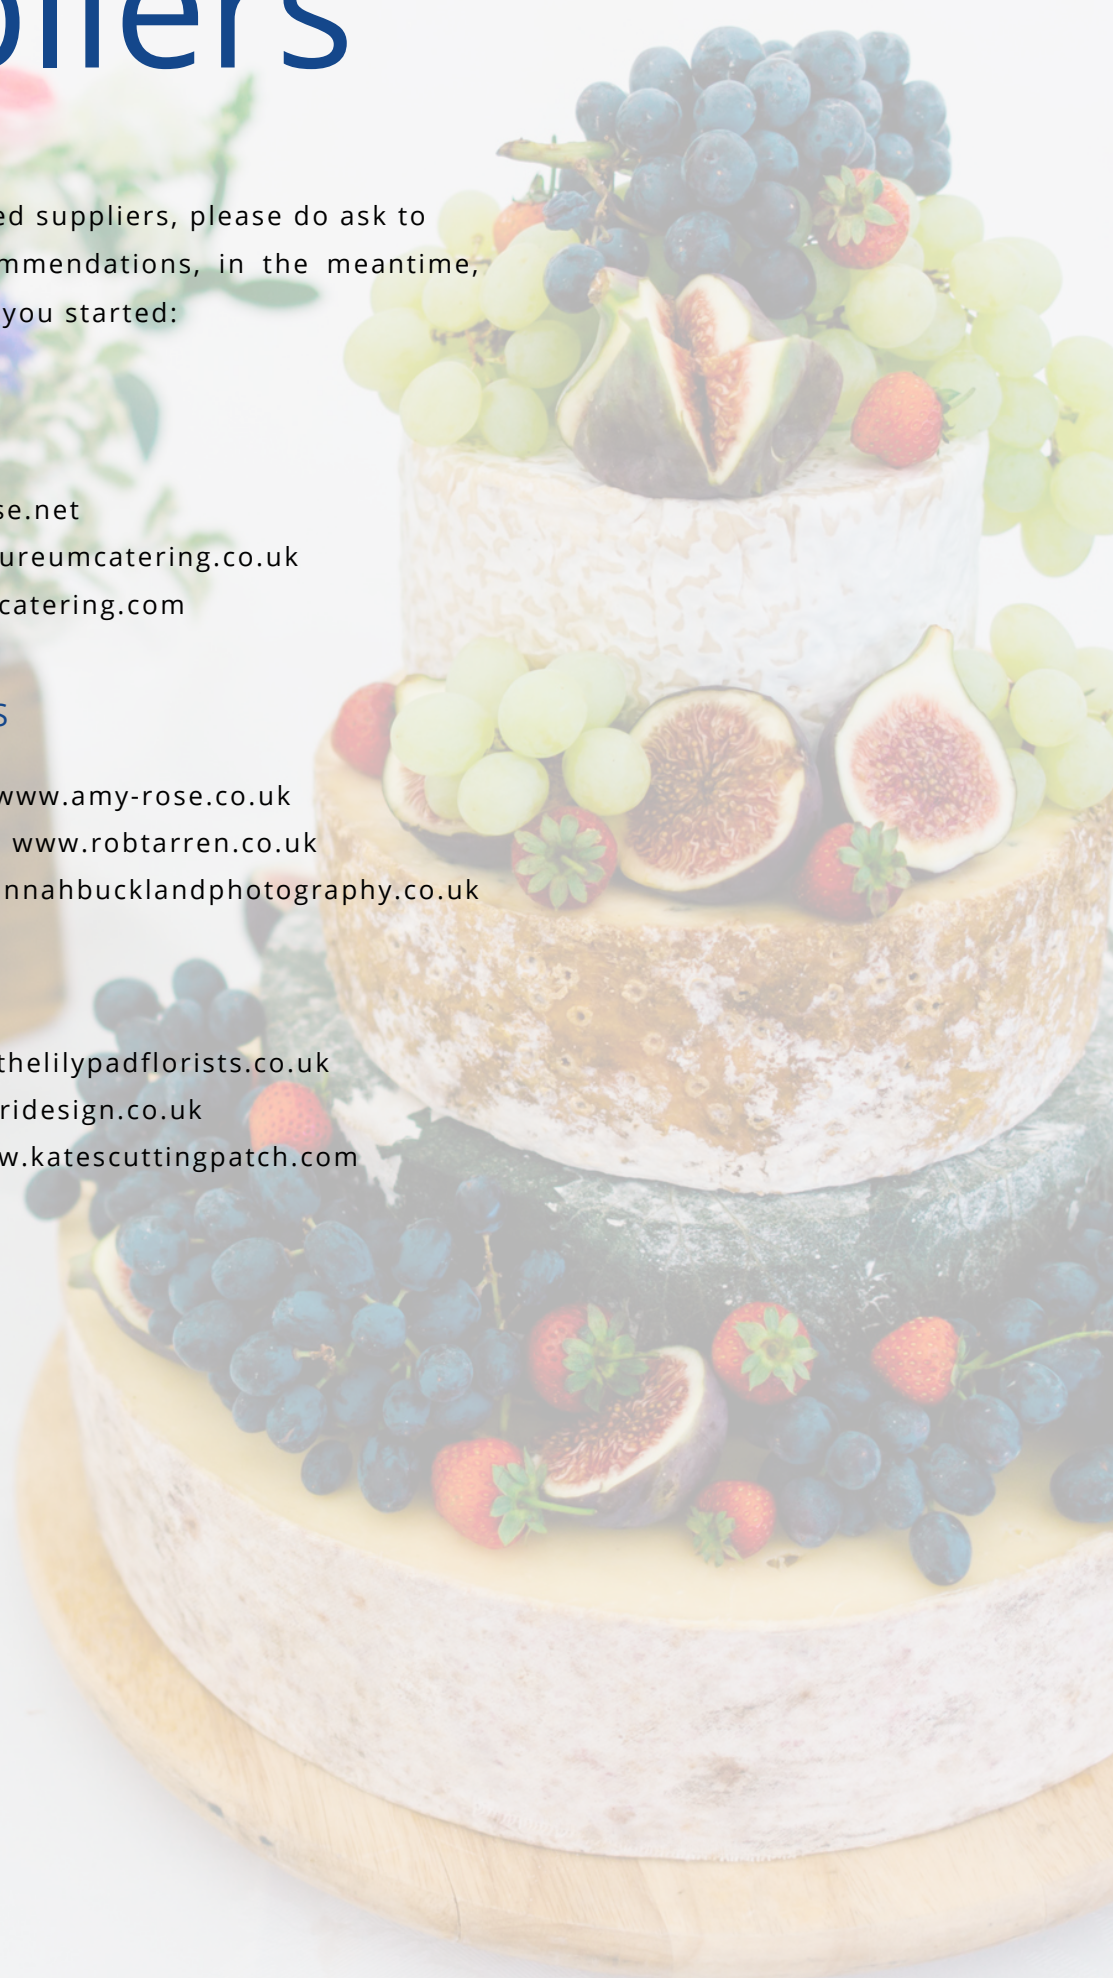 pliers
ed suppliers, please do ask to
mmendations, in the meantime,
you started:
se.net
ureumcatering.co.uk
catering.com
s
www.amy-rose.co.uk
www.robtarren.co.uk
nnahbucklandphotography.co.uk
thelilypadflorists.co.uk
ridesign.co.uk
w.katescuttingpatch.com